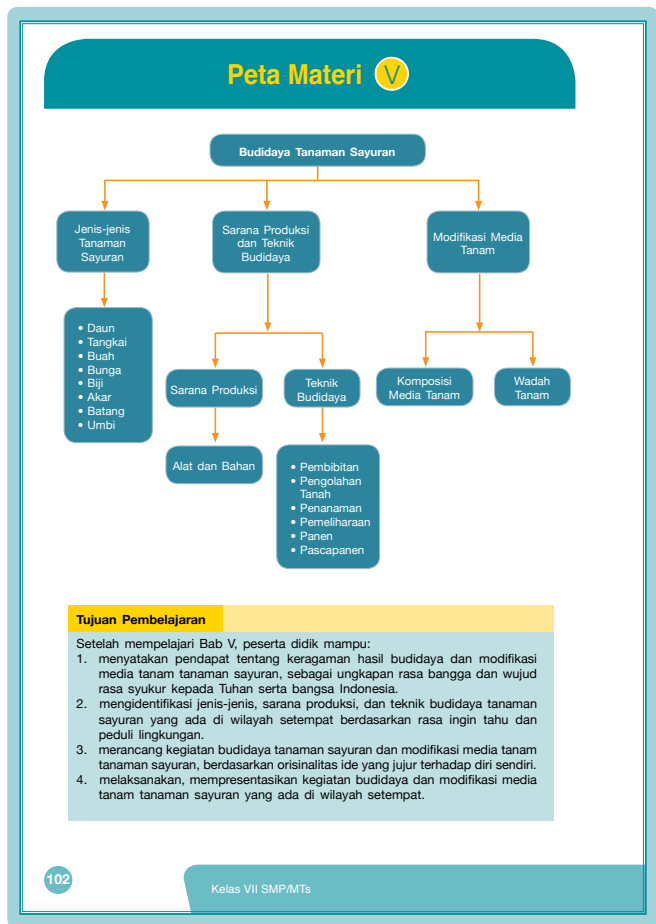 Peta Materi V
Budidaya Tanaman Sayuran
Jenis-jenis
Tanaman
Sayuran
Sarana Produksi
dan Teknik
Budidaya
Modifikasi Media
Tanam
• Daun
• Tangkai
• Buah
• Bunga
• Biji
• Akar
• Batang
• Umbi
Sarana Produksi
Teknik
Budidaya
Komposisi
Media Tanam
Wadah
Tanam
Alat dan Bahan
• Pembibitan
• Pengolahan
Tanah
• Penanaman
• Pemeliharaan
• Panen
• Pascapanen
Tujuan Pembelajaran
Setelah mempelajari Bab V, peserta didik mampu:
1. menyatakan pendapat tentang keragaman hasil budidaya dan modifikasi
media tanam tanaman sayuran, sebagai ungkapan rasa bangga dan wujud
rasa syukur kepada Tuhan serta bangsa Indonesia.
2. mengidentifikasi jenis-jenis, sarana produksi, dan teknik budidaya tanaman
sayuran yang ada di wilayah setempat berdasarkan rasa ingin tahu dan
peduli lingkungan.
3. merancang kegiatan budidaya tanaman sayuran dan modifikasi media tanam
tanaman sayuran, berdasarkan orisinalitas ide yang jujur terhadap diri sendiri.
4. melaksanakan, mempresentasikan kegiatan budidaya dan modifikasi media
tanam tanaman sayuran yang ada di wilayah setempat.
102
Kelas VII SMP/MTs